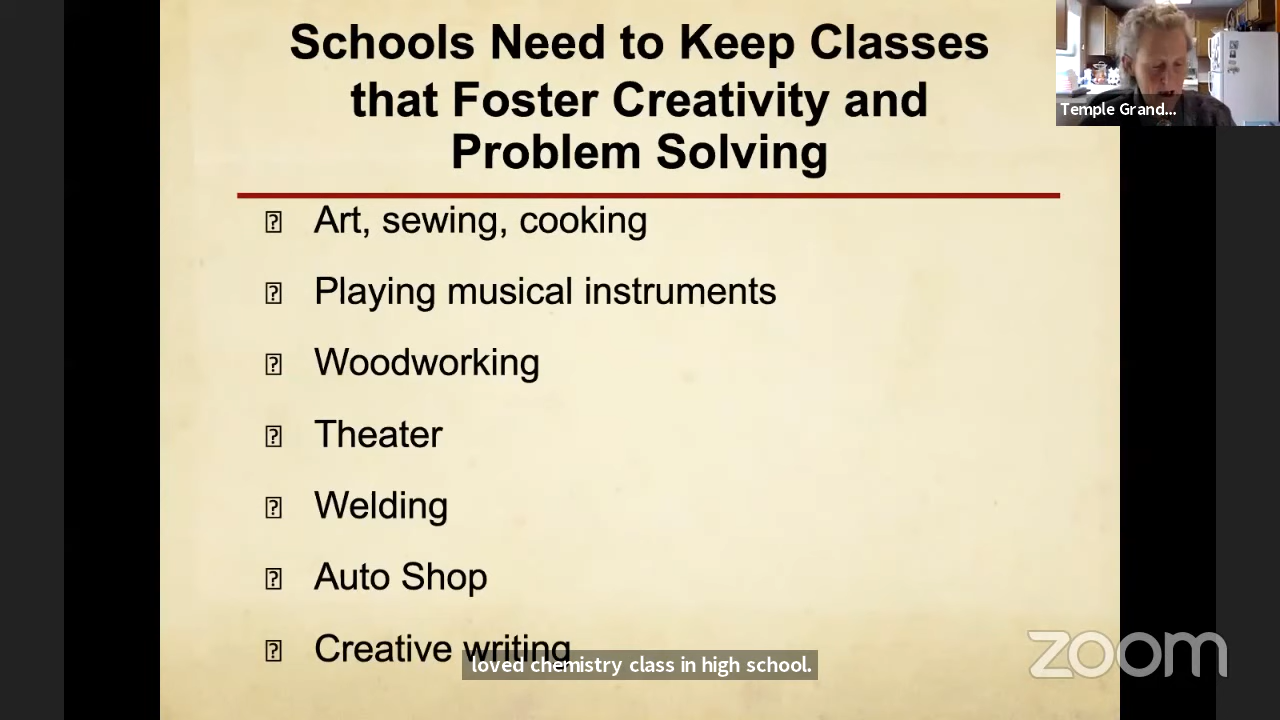 Schools Need to Keep Classes
that Foster Creativity and
Problem Solving
Temple Grand...
Art, sewing, cooking
Playing musical instruments
Woodworking
Theater
Welding
Auto Shop
Creative writing
loved chemistry class in high school.
zoom